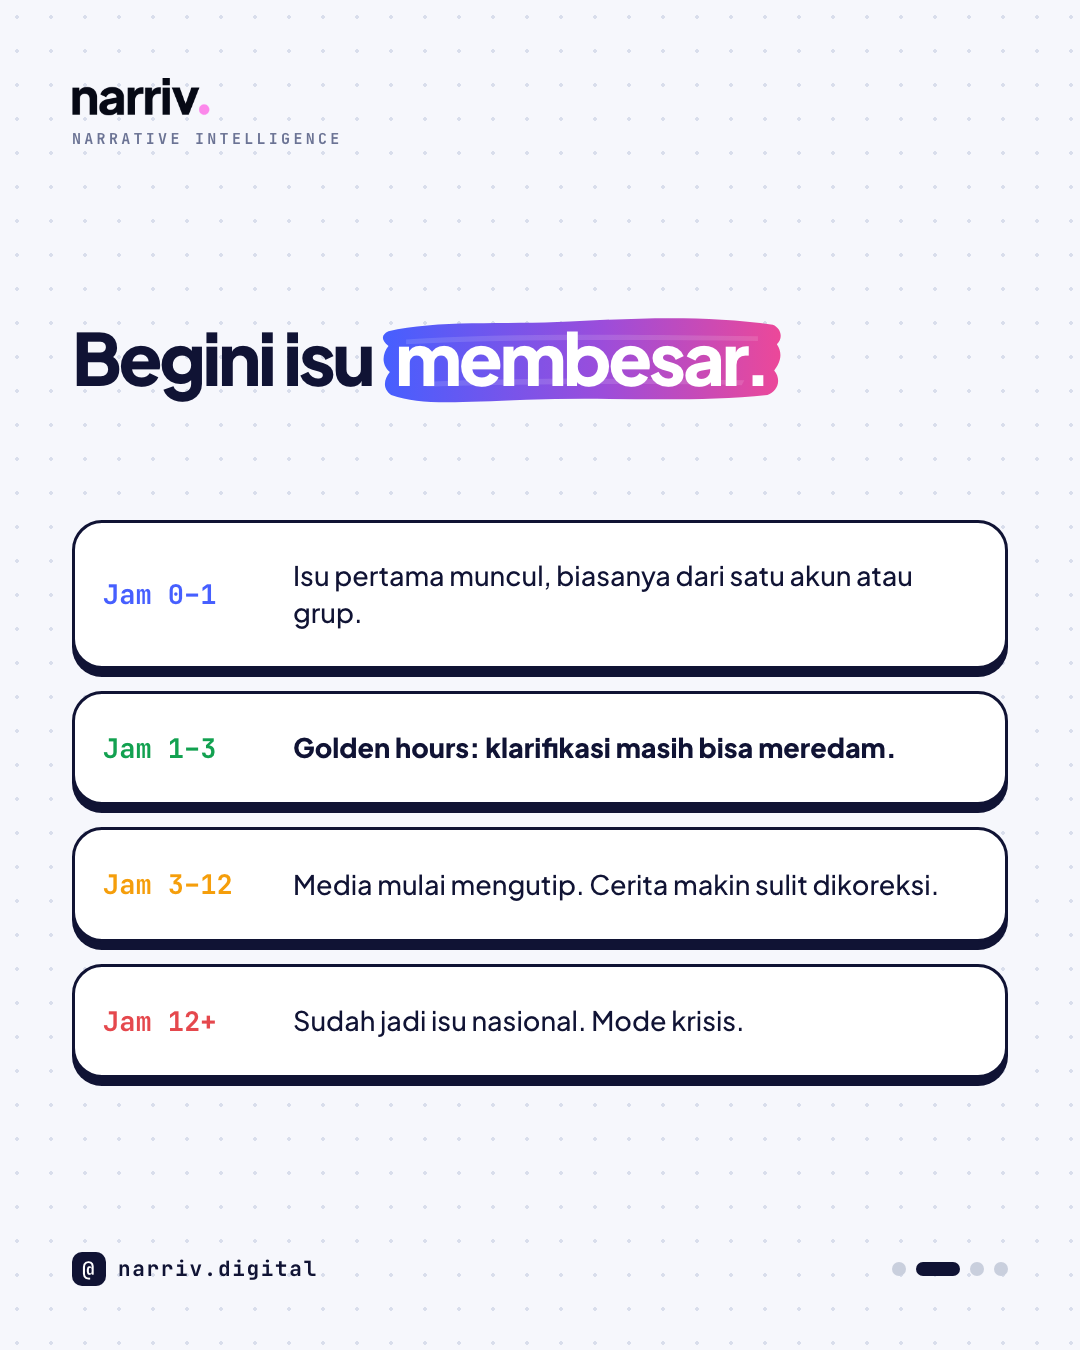 narriv.
NARRATIVE INTELLIGENCE
Begini isu membesar.
Jam 0–1
Isu pertama muncul, biasanya dari satu akun atau
grup.
Jam 1–3
Golden hours: klarifikasi masih bisa meredam.
Jam 3–12
Media mulai mengutip. Cerita makin sulit dikoreksi.
Jam 12+
Sudah jadi isu nasional. Mode krisis.
@ narriv.digital